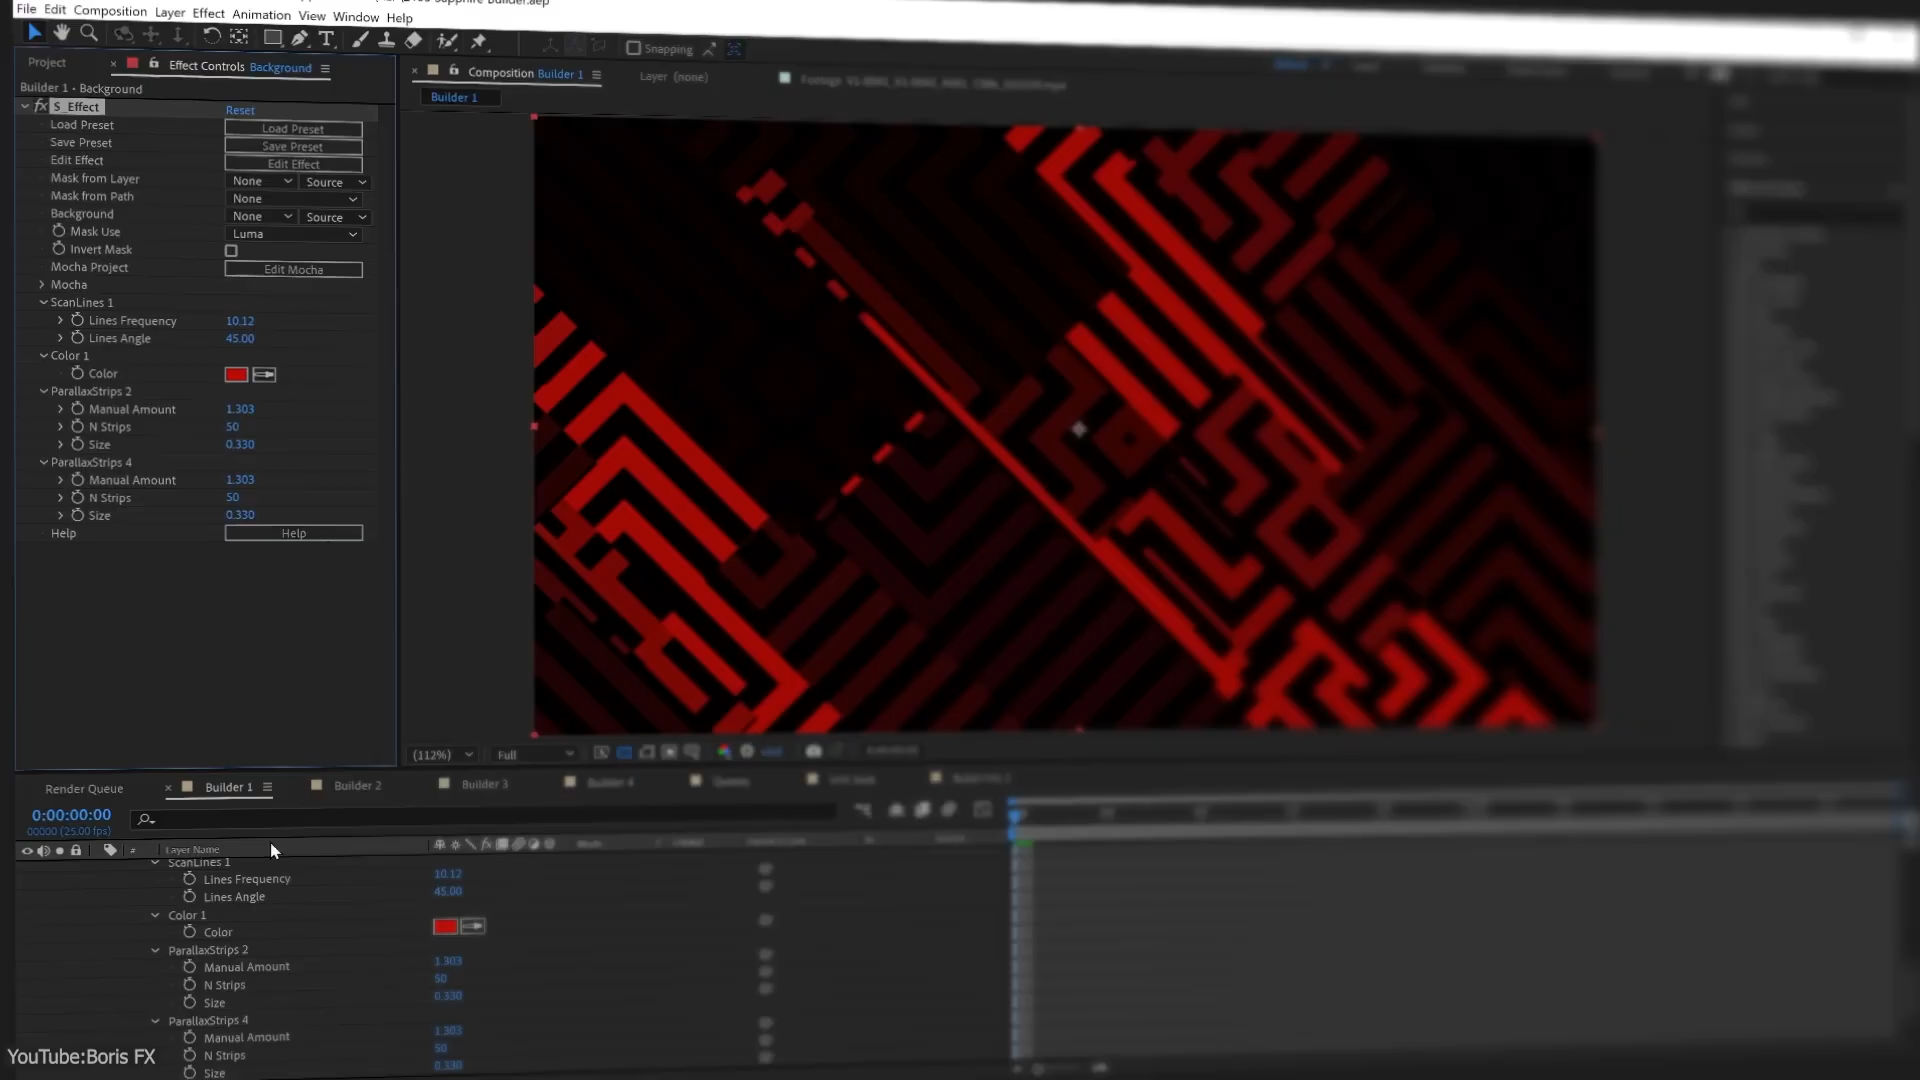 File Edit Composition Layer Effect Animation View Window Help
Snapping
Project
Effect Controls Background
Composition Builder 1
Layer (none)
Builder 1 • Background
Builder 1
fx S_Effect Reset
Load Preset Load Preset
Save Preset Save Preset
Edit Effect Edit Effect
Mask from Layer None Source
Mask from Path None
Background None Source
Mask Use Luma
Invert Mask
Mocha Project Edit Mocha
Mocha
ScanLines 1
Lines Frequency 10.12
Lines Angle 45.00
Color 1
Color
ParallaxStrips 2
Manual Amount 1.303
N Strips 50
Size 0.330
ParallaxStrips 4
Manual Amount 1.303
N Strips 50
Size 0.330
Help Help
(112%) Full
Render Queue
Builder 1
Builder 2
Builder 3
Builder 4
0:00:00:00
00000 (25.00 fps)
# Layer Name
ScanLines 1
Lines Frequency 10.12
Lines Angle 45.00
Color 1
Color
ParallaxStrips 2
Manual Amount 1.303
N Strips 50
Size 0.330
ParallaxStrips 4
Manual Amount 1.303
N Strips 50
Size 0.330
YouTube:Boris FX